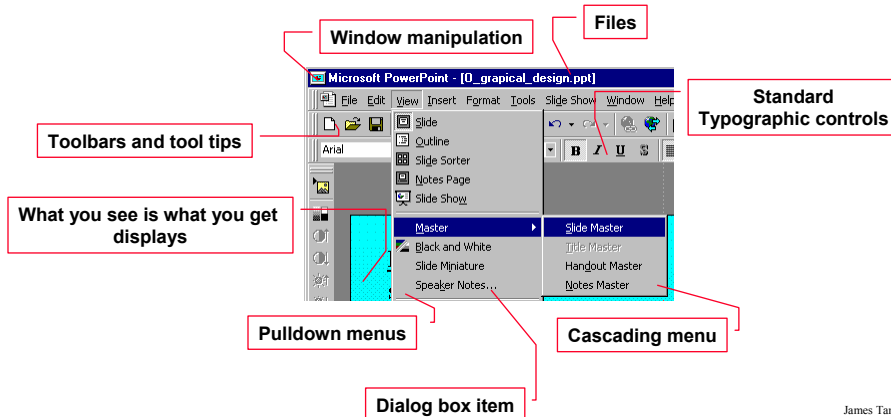 Window manipulation
Files
Microsoft PowerPoint - [0_grapical_design.ppt]
File Edit View Insert Format Tools Slide Show Window Help
Standard
Typographic controls
Toolbars and tool tips
Arial
B I U S
Slide
Outline
Slide Sorter
Notes Page
Slide Show
What you see is what you get
displays
Master
Slide Master
Black and White
Title Master
Slide Miniature
Handout Master
Speaker Notes...
Notes Master
Pulldown menus
Cascading menu
Dialog box item
James